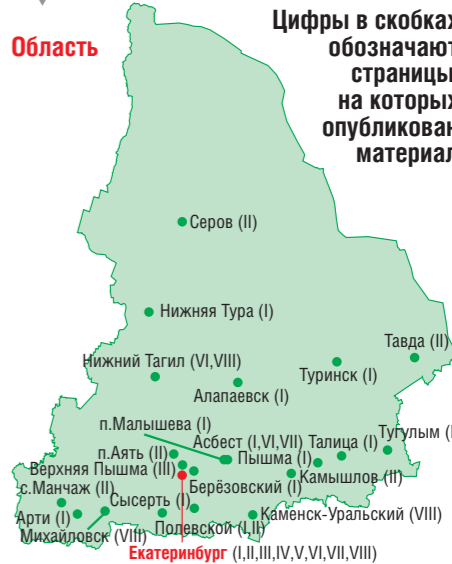 Область
Цифры в скобках
обозначают
страницы
на которых
опубликован
материал
Серов (II)
Нижняя Тура (I)
Тавда (II)
Нижний Тагил (VI,VIII)
Туринск (I)
Алапаевск (I)
п.Малышева (I)
Тугулым (
Асбест (I,VI,VII)
Талица (I)
п.Аять (II)
Пышма (I)
Верхняя Пышма (III)
Камышлов (II)
с.Манчаж (II)
Берёзовский (I)
Сысерть (I)
Арти (I)
Каменск-Уральский (VIII)
Полевской (I,II)
Михайловск (VIII)
Екатеринбург (I,II,III,IV,V,VI,VII,VIII)